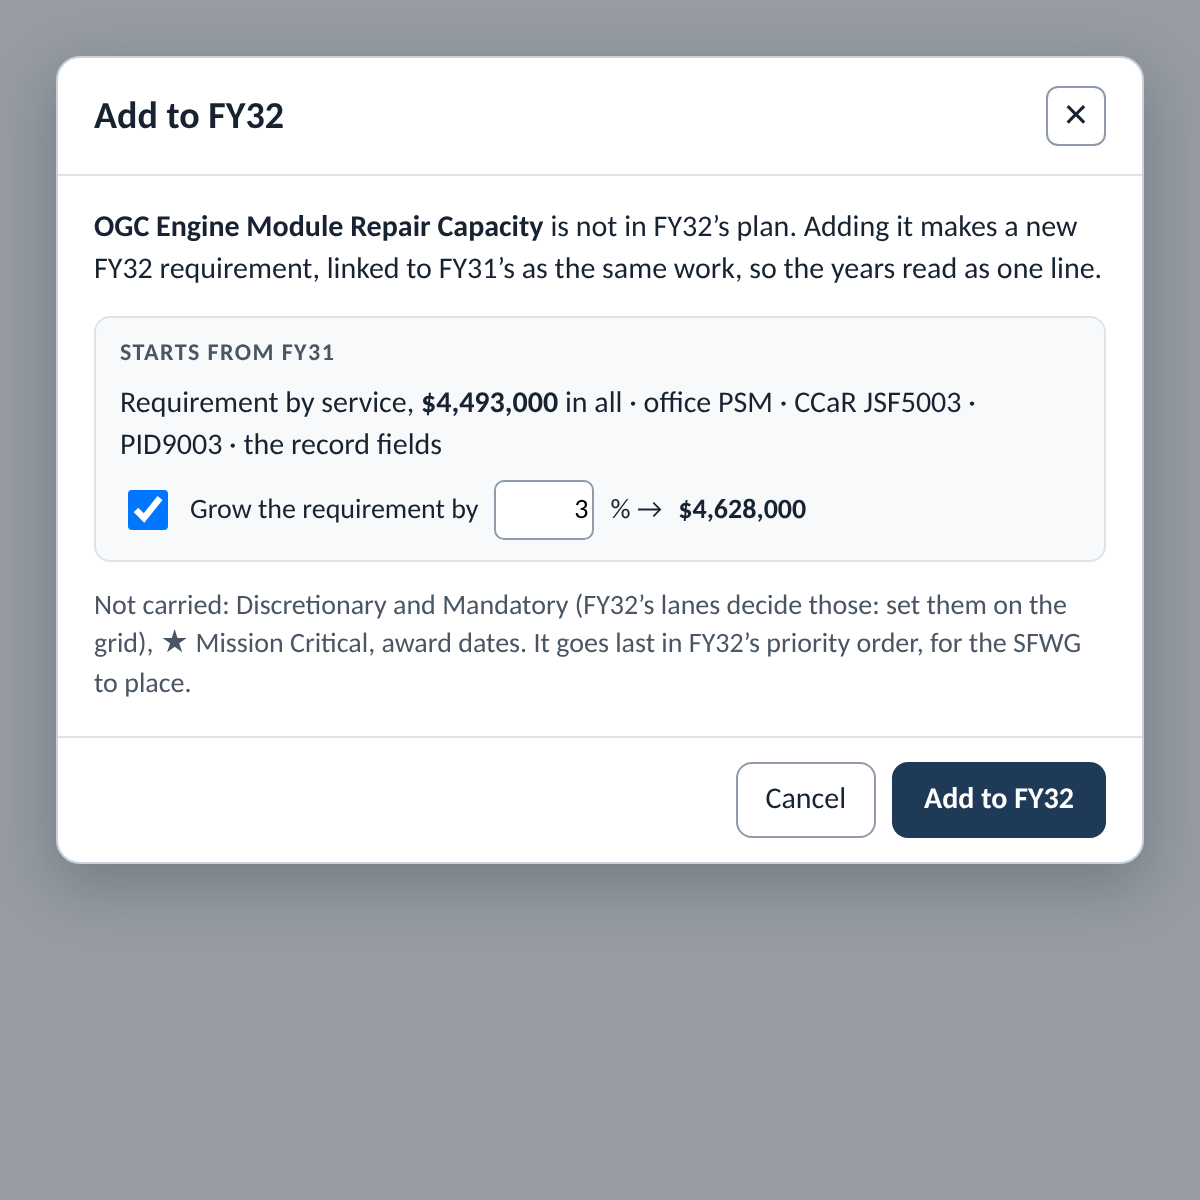 Add to FY32
✕
OGC Engine Module Repair Capacity is not in FY32’s plan. Adding it makes a new
FY32 requirement, linked to FY31’s as the same work, so the years read as one line.
STARTS FROM FY31
Requirement by service, $4,493,000 in all · office PSM · CCaR JSF5003 ·
PID9003 · the record fields
Grow the requirement by 3 % → $4,628,000
Not carried: Discretionary and Mandatory (FY32’s lanes decide those: set them on the
grid), ★ Mission Critical, award dates. It goes last in FY32’s priority order, for the SFWG
to place.
Cancel
Add to FY32